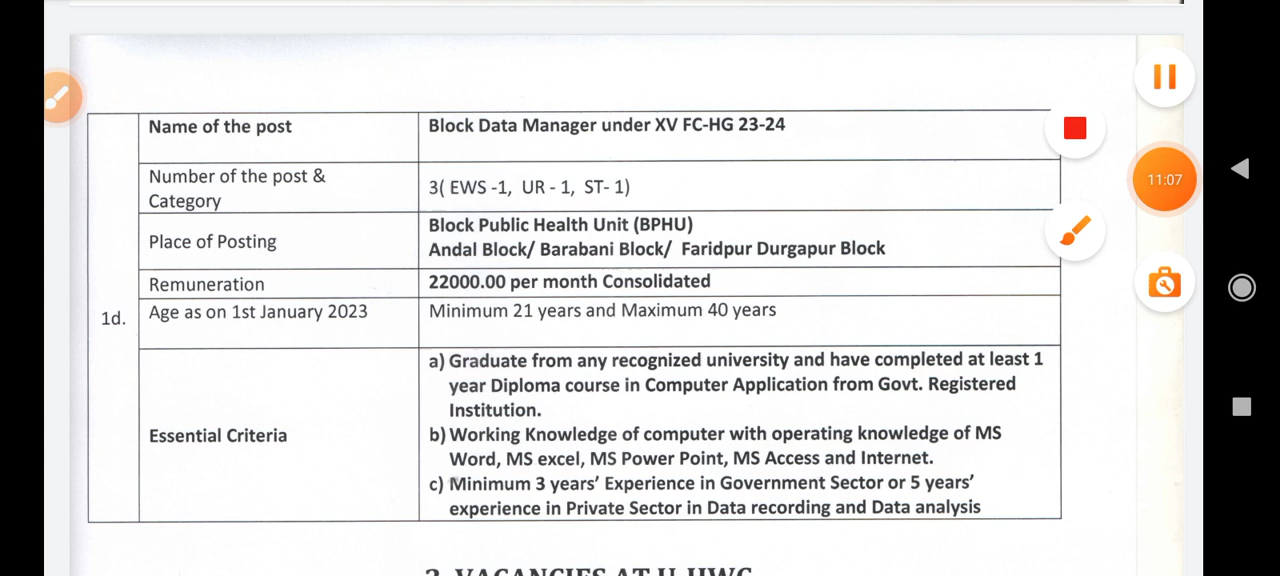 Name of the post
Block Data Manager under XV FC-HG 23-24
Number of the post &
Category
3( EWS -1, UR - 1, ST- 1)
Place of Posting
Block Public Health Unit (BPHU)
Andal Block/ Barabani Block/ Faridpur Durgapur Block
Remuneration
22000.00 per month Consolidated
1d.
Age as on 1st January 2023
Minimum 21 years and Maximum 40 years
Essential Criteria
a) Graduate from any recognized university and have completed at least 1
year Diploma course in Computer Application from Govt. Registered
Institution.
b) Working Knowledge of computer with operating knowledge of MS
Word, MS excel, MS Power Point, MS Access and Internet.
c) Minimum 3 years’ Experience in Government Sector or 5 years’
experience in Private Sector in Data recording and Data analysis
2. VACANCIES AT U-HWC
11:07